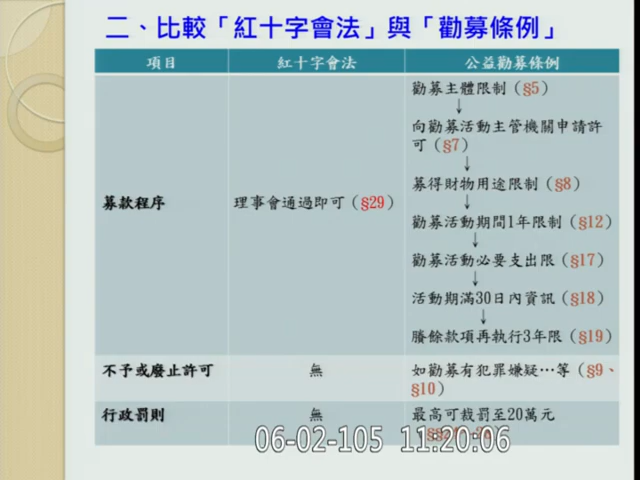 二、比較「紅十字會法」與「勸募條例」
項目 紅十字會法 公益勸募條例
勸募主體限制（§5）
↓
向勸募活動主管機關申請許
可（§7）
↓
募得財物用途限制（§8）
↓
募款程序 理事會通過即可（§29） 勸募活動期間1年限制（§12）
↓
勸募活動必要支出限（§17）
↓
活動期滿30日內資訊（§18）
↓
賸餘款項再執行3年限（§19）
不予或廢止許可 無 如勸募有犯罪嫌疑…等（§9、
§10）
行政罰則 無 最高可裁罰至20萬元
06-02-105 11:20:06